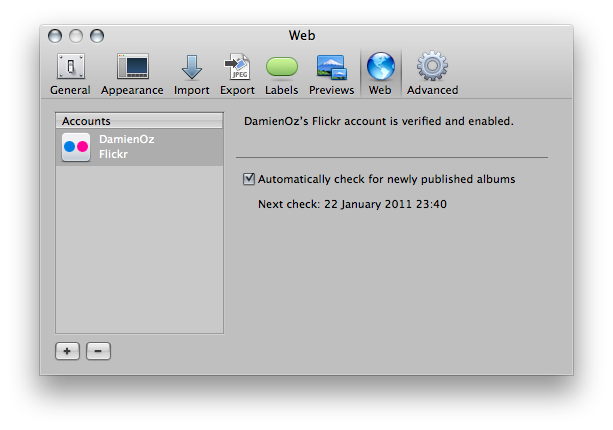 Web
General Appearance Import Export Labels Previews Web Advanced
JPEG
Accounts
DamienOz
Flickr
DamienOz's Flickr account is verified and enabled.
Automatically check for newly published albums
Next check: 22 January 2011 23:40